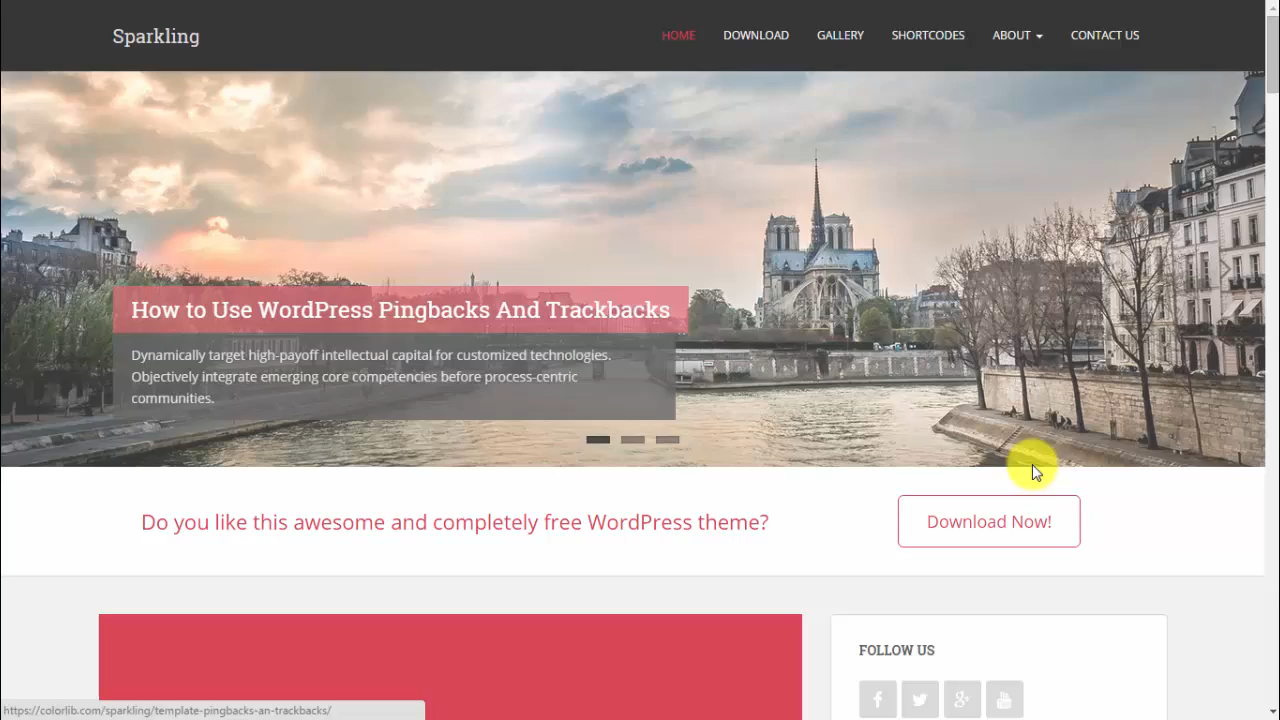 Sparkling
HOME DOWNLOAD GALLERY SHORTCODES ABOUT CONTACT US
How to Use WordPress Pingbacks And Trackbacks
Dynamically target high-payoff intellectual capital for customized technologies.
Objectively integrate emerging core competencies before process-centric
communities.
Do you like this awesome and completely free WordPress theme?
Download Now!
FOLLOW US
https://colorlib.com/sparkling/template-pingbacks-an-trackbacks/